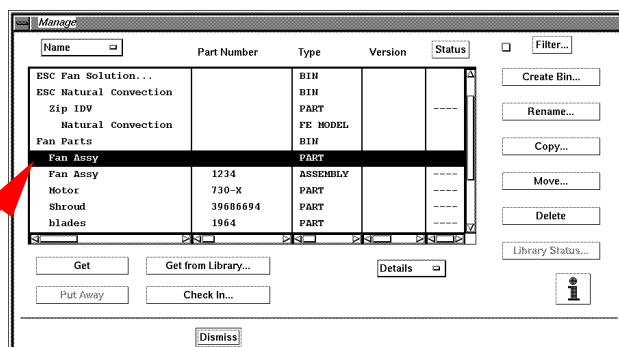 Manage
Name Part Number Type Version Status Filter...
ESC Fan Solution... BIN
ESC Natural Convection BIN
Zip IDV PART ----
Natural Convection FE MODEL
Fan Parts BIN
Fan Assy PART
Fan Assy 1234 ASSEMBLY ----
Motor 730-X PART ----
Shroud 39686694 PART ----
blades 1964 PART ----
Create Bin...
Rename...
Copy...
Move...
Delete
Library Status...
Get Get from Library... Details
Put Away Check In...
Dismiss